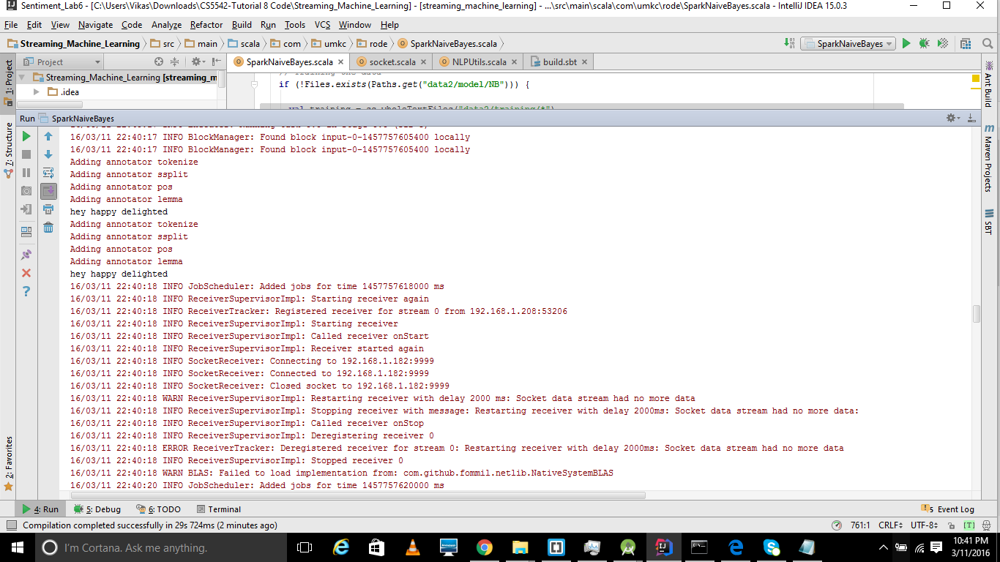 Sentiment_Lab6 - [C:\Users\Vikas\Downloads\CS5542-Tutorial 8 Code\Streaming_Machine_Learning] - [streaming_machine_learning] - ...\src\main\scala\com\umkc\rode\SparkNaiveBayes.scala - IntelliJ IDEA 15.0.3
File Edit View Navigate Code Analyze Refactor Build Run Tools VCS Window Help
Streaming_Machine_Learning src main scala com umkc rode SparkNaiveBayes.scala SparkNaiveBayes
Project SparkNaiveBayes.scala socket.scala NLPUtils.scala build.sbt
Streaming_Machine_Learning [streaming_m
.idea
// Training the data
if (!Files.exists(Paths.get("data2/model/NB"))) {
val training = sc.wholeTextFiles("data2/training/*")
1: Project
7: Structure
2: Favorites
Ant Build
Maven Projects
SBT
Run SparkNaiveBayes
16/03/11 22:40:17 INFO BlockManager: Found block input-0-1457757605400 locally
16/03/11 22:40:17 INFO BlockManager: Found block input-0-1457757605400 locally
Adding annotator tokenize
Adding annotator ssplit
Adding annotator pos
Adding annotator lemma
hey happy delighted
Adding annotator tokenize
Adding annotator ssplit
Adding annotator pos
Adding annotator lemma
hey happy delighted
16/03/11 22:40:18 INFO JobScheduler: Added jobs for time 1457757618000 ms
16/03/11 22:40:18 INFO ReceiverSupervisorImpl: Starting receiver again
16/03/11 22:40:18 INFO ReceiverTracker: Registered receiver for stream 0 from 192.168.1.208:53206
16/03/11 22:40:18 INFO ReceiverSupervisorImpl: Starting receiver
16/03/11 22:40:18 INFO ReceiverSupervisorImpl: Called receiver onStart
16/03/11 22:40:18 INFO ReceiverSupervisorImpl: Receiver started again
16/03/11 22:40:18 INFO SocketReceiver: Connecting to 192.168.1.182:9999
16/03/11 22:40:18 INFO SocketReceiver: Connected to 192.168.1.182:9999
16/03/11 22:40:18 INFO SocketReceiver: Closed socket to 192.168.1.182:9999
16/03/11 22:40:18 WARN ReceiverSupervisorImpl: Restarting receiver with delay 2000 ms: Socket data stream had no more data
16/03/11 22:40:18 INFO ReceiverSupervisorImpl: Stopping receiver with message: Restarting receiver with delay 2000ms: Socket data stream had no more data:
16/03/11 22:40:18 INFO ReceiverSupervisorImpl: Called receiver onStop
16/03/11 22:40:18 INFO ReceiverSupervisorImpl: Deregistering receiver 0
16/03/11 22:40:18 ERROR ReceiverTracker: Deregistered receiver for stream 0: Restarting receiver with delay 2000ms: Socket data stream had no more data
16/03/11 22:40:18 INFO ReceiverSupervisorImpl: Stopped receiver 0
16/03/11 22:40:18 WARN BLAS: Failed to load implementation from: com.github.fommil.netlib.NativeSystemBLAS
16/03/11 22:40:20 INFO JobScheduler: Added jobs for time 1457757620000 ms
4: Run 5: Debug 6: TODO Terminal 5 Event Log
Compilation completed successfully in 29s 724ms (2 minutes ago) 761:1 CRLF UTF-8 [T]
I'm Cortana. Ask me anything.
10:41 PM
3/11/2016